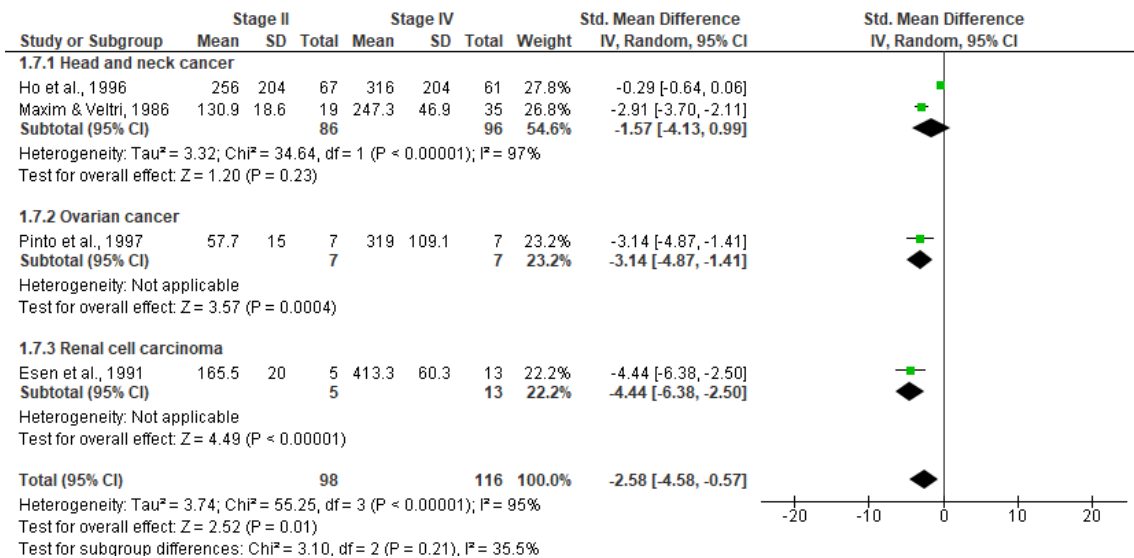 Stage II Stage IV Std. Mean Difference Std. Mean Difference
Study or Subgroup Mean SD Total Mean SD Total Weight IV, Random, 95% CI IV, Random, 95% CI
1.7.1 Head and neck cancer
Ho et al., 1996 256 204 67 316 204 61 27.8% -0.29 [-0.64, 0.06]
Maxim & Veltri, 1986 130.9 18.6 19 247.3 46.9 35 26.8% -2.91 [-3.70, -2.11]
Subtotal (95% CI) 86 96 54.6% -1.57 [-4.13, 0.99]
Heterogeneity: Tau² = 3.32; Chi² = 34.64, df = 1 (P < 0.00001); I² = 97%
Test for overall effect: Z = 1.20 (P = 0.23)
1.7.2 Ovarian cancer
Pinto et al., 1997 57.7 15 7 319 109.1 7 23.2% -3.14 [-4.87, -1.41]
Subtotal (95% CI) 7 7 23.2% -3.14 [-4.87, -1.41]
Heterogeneity: Not applicable
Test for overall effect: Z = 3.57 (P = 0.0004)
1.7.3 Renal cell carcinoma
Esen et al., 1991 165.5 20 5 413.3 60.3 13 22.2% -4.44 [-6.38, -2.50]
Subtotal (95% CI) 5 13 22.2% -4.44 [-6.38, -2.50]
Heterogeneity: Not applicable
Test for overall effect: Z = 4.49 (P < 0.00001)
Total (95% CI) 98 116 100.0% -2.58 [-4.58, -0.57]
Heterogeneity: Tau² = 3.74; Chi² = 55.25, df = 3 (P < 0.00001); I² = 95%
Test for overall effect: Z = 2.52 (P = 0.01)
Test for subgroup differences: Chi² = 3.10, df = 2 (P = 0.21), I² = 35.5%
-20 -10 0 10 20